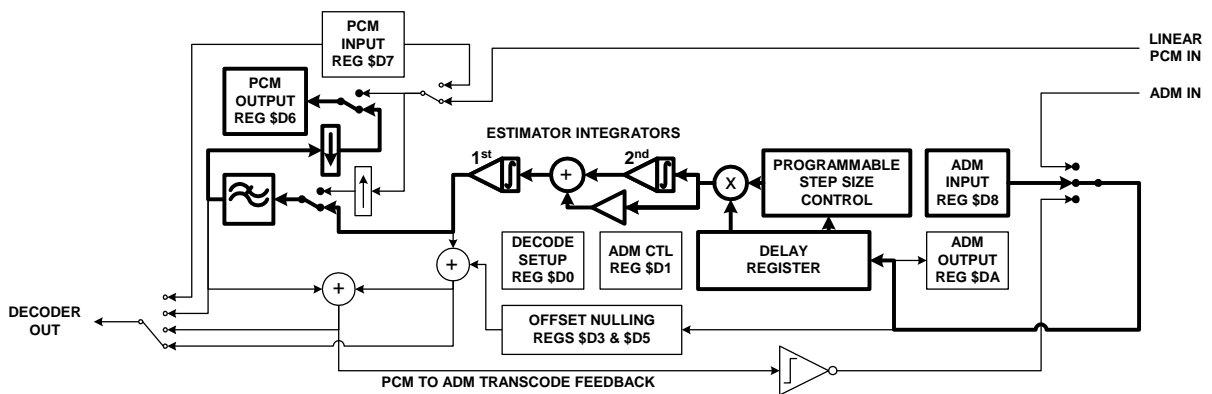 PCM
INPUT
REG $D7
LINEAR
PCM IN
PCM
OUTPUT
REG $D6
ADM IN
ESTIMATOR INTEGRATORS
1st
2nd
+
X
PROGRAMMABLE
STEP SIZE
CONTROL
ADM
INPUT
REG $D8
DECODE
SETUP
REG $D0
ADM CTL
REG $D1
DELAY
REGISTER
ADM
OUTPUT
REG $DA
+
+
DECODER
OUT
OFFSET NULLING
REGS $D3 & $D5
PCM TO ADM TRANSCODE FEEDBACK